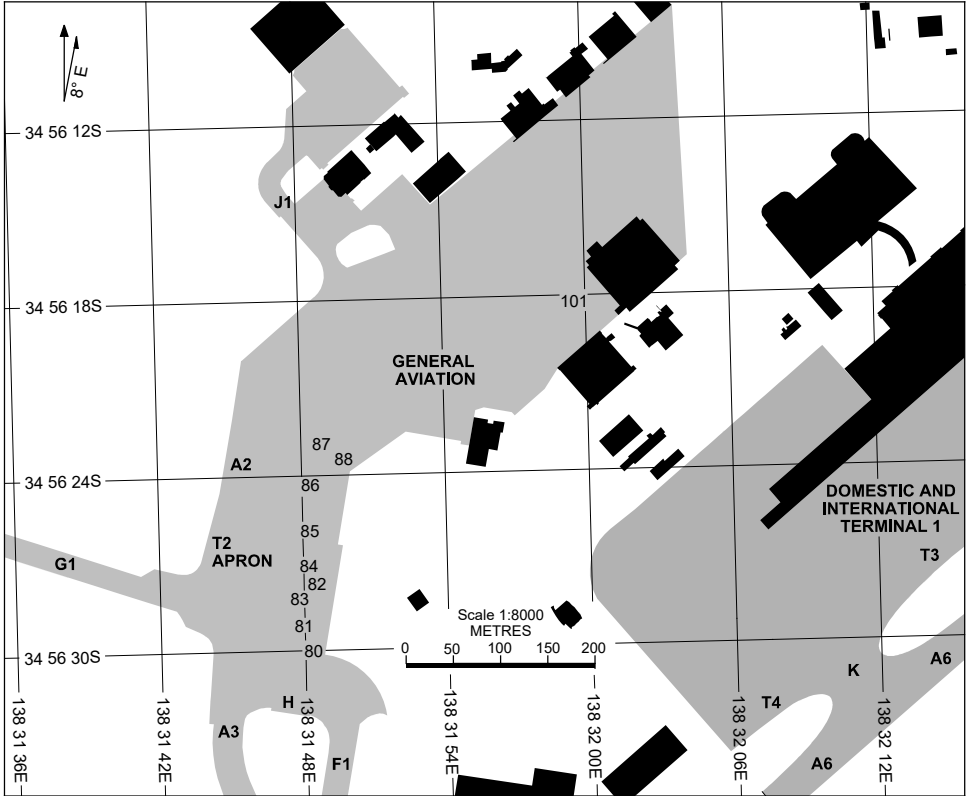 8° E
34 56 12S
J1
34 56 18S
101
GENERAL
AVIATION
87
88
A2
34 56 24S
86
DOMESTIC AND
INTERNATIONAL
TERMINAL 1
85
T2
APRON
T3
G1
84
82
83
Scale 1:8000
METRES
81
0 50 100 150 200
80
34 56 30S
A6
K
H
T4
A3
F1
A6
138 31 36E
138 31 42E
138 31 48E
138 31 54E
138 32 00E
138 32 06E
138 32 12E